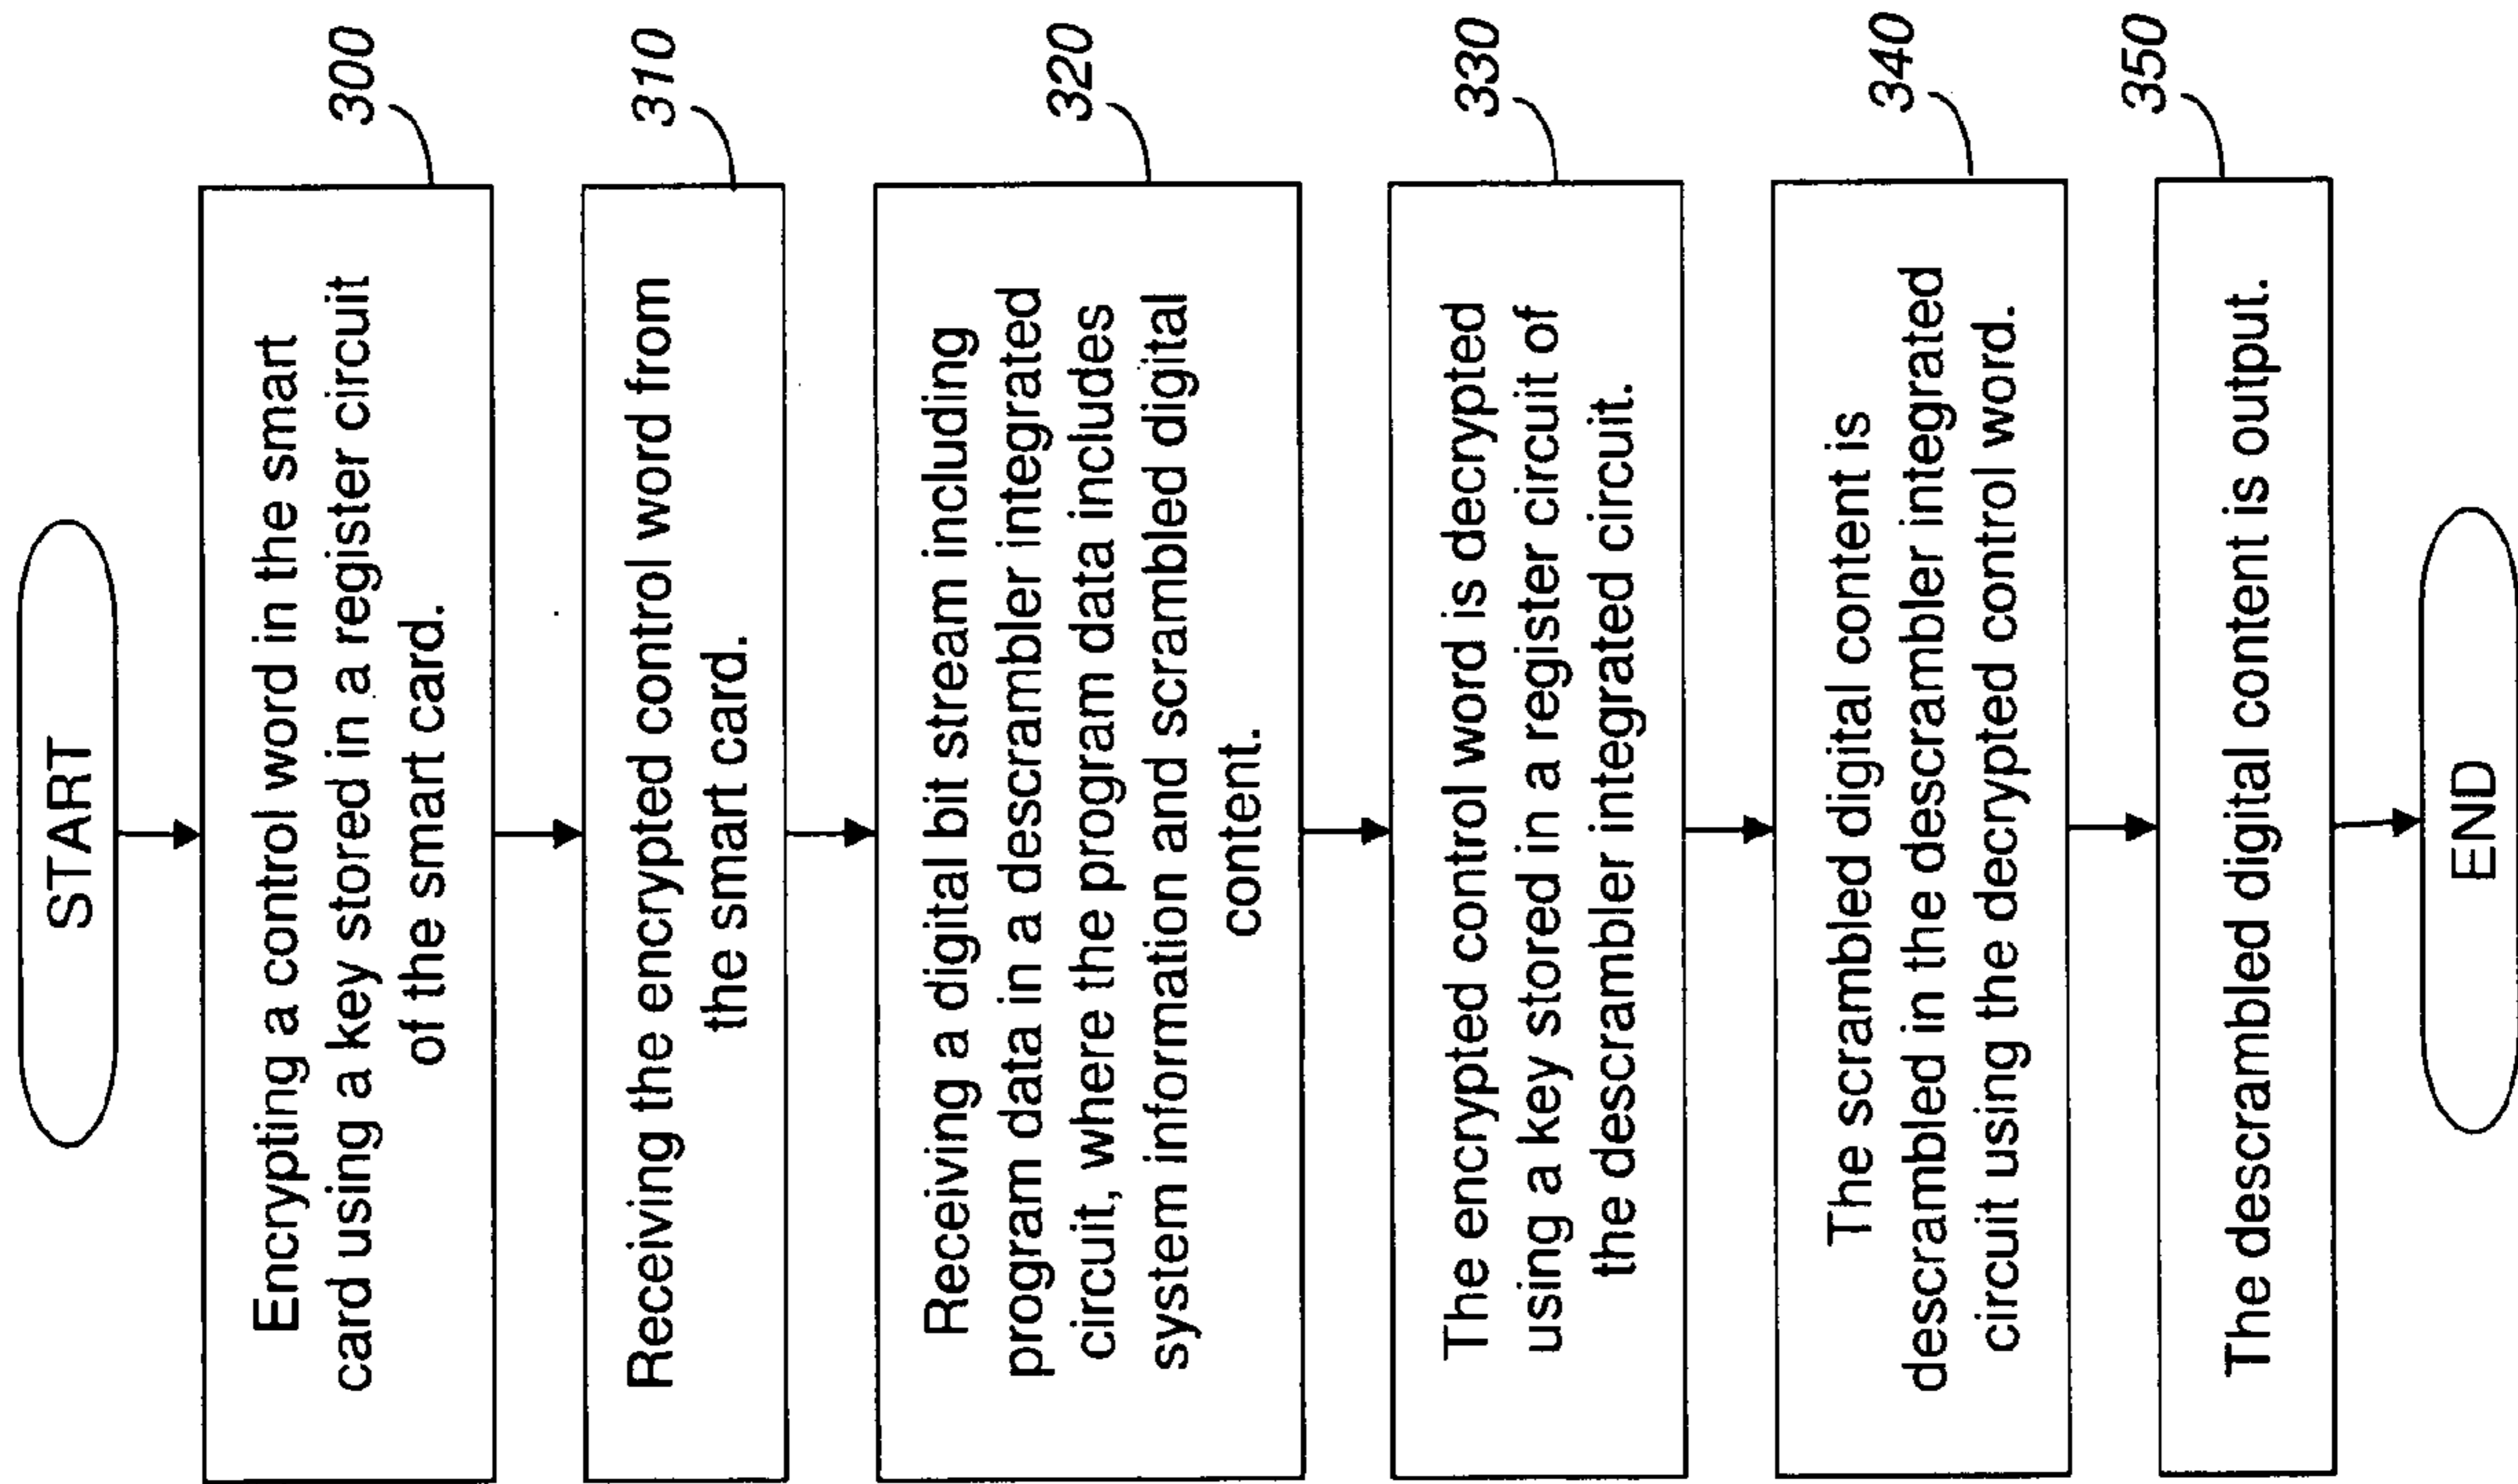 START
Encrypting a control word in the smart
card using a key stored in a register circuit
of the smart card.
300
Receiving the encrypted control word from
the smart card.
310
Receiving a digital bit stream including
program data in a descrambler integrated
circuit, where the program data includes
system information and scrambled digital
content.
320
The encrypted control word is decrypted
using a key stored in a register circuit of
the descrambler integrated circuit.
330
The scrambled digital content is
descrambled in the descrambler integrated
circuit using the decrypted control word.
340
The descrambled digital content is output.
350
END